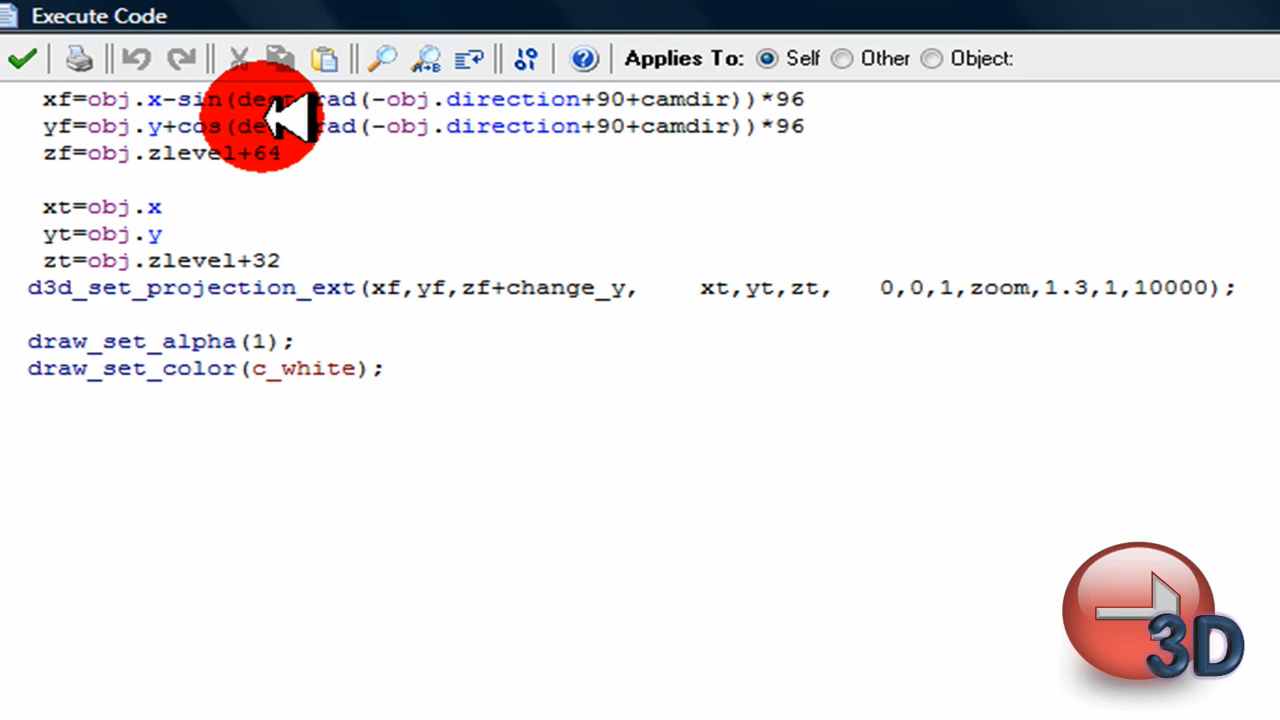 Execute Code
Applies To: Self Other Object:
xf=obj.x-sin(degtorad(-obj.direction+90+camdir))*96
yf=obj.y+cos(degtorad(-obj.direction+90+camdir))*96
zf=obj.zlevel+64
xt=obj.x
yt=obj.y
zt=obj.zlevel+32
d3d_set_projection_ext(xf,yf,zf+change_y, xt,yt,zt, 0,0,1,zoom,1.3,1,10000);
draw_set_alpha(1);
draw_set_color(c_white);
3D